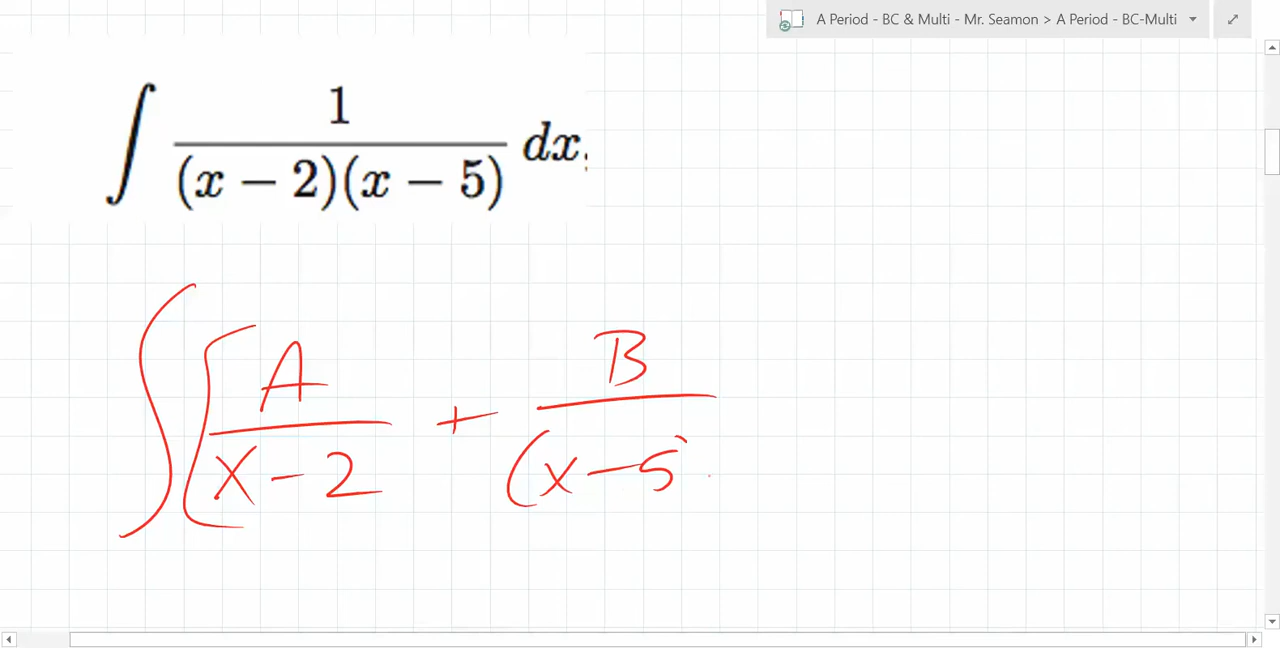 A Period - BC & Multi - Mr. Seamon > A Period - BC-Multi
∫ 1 / (x − 2)(x − 5) dx,
∫ [ A / x − 2 + B / (x − 5